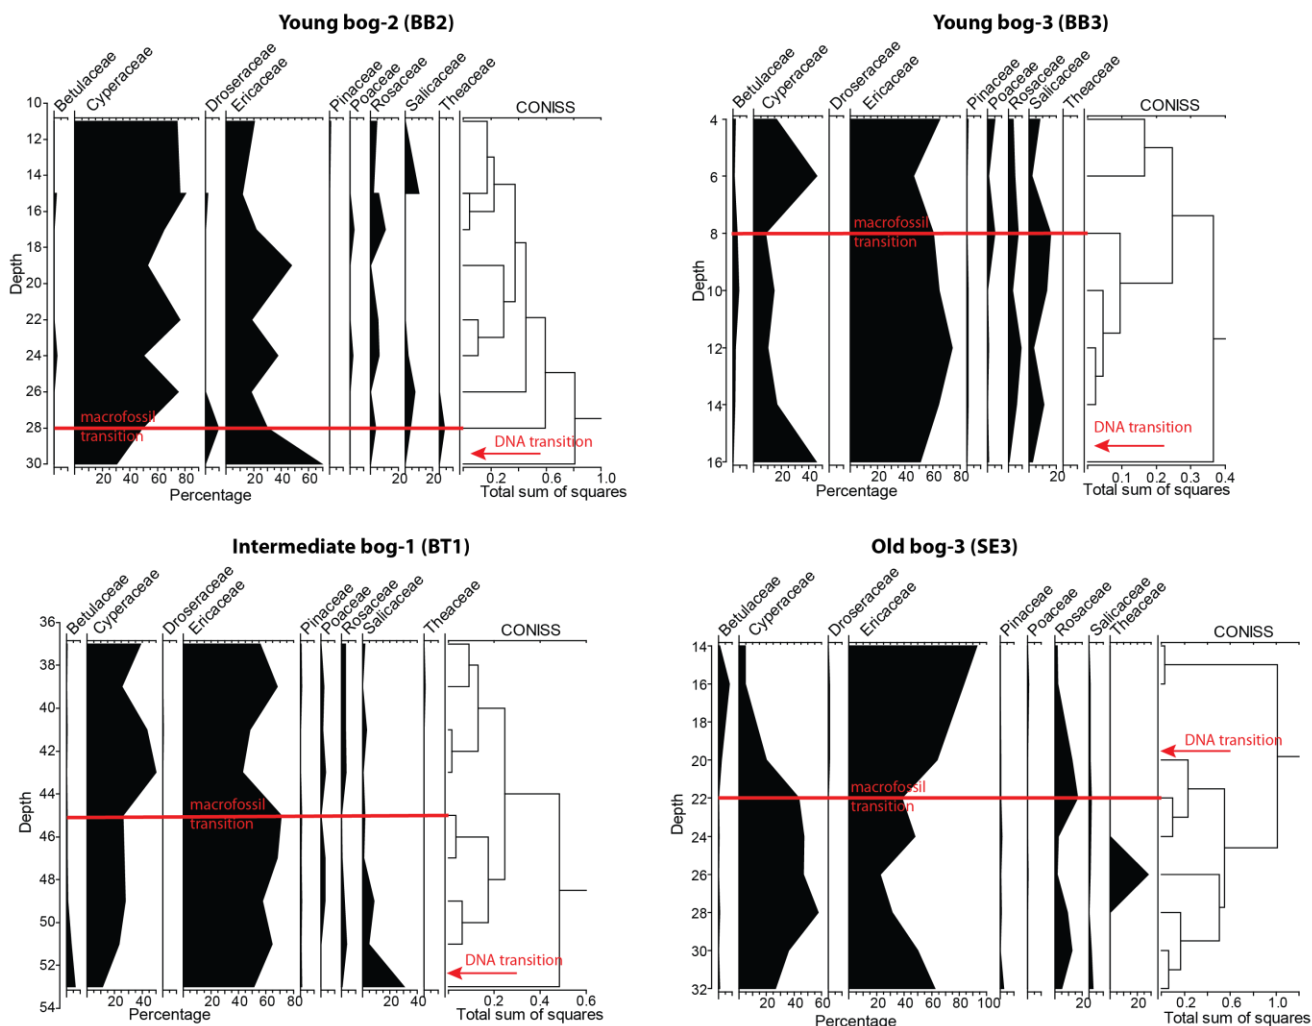 Young bog-2 (BB2)
Betulaceae
Cyperaceae
Droseraceae
Ericaceae
Pinaceae
Poaceae
Rosaceae
Salicaceae
Theaceae
CONISS
Depth
10
12
14
16
18
20
22
24
26
28
30
macrofossil
transition
DNA transition
20 40 60 80 20 40 60 20 20 0.2 0.6 1.0
Percentage
Total sum of squares
Young bog-3 (BB3)
Betulaceae
Cyperaceae
Droseraceae
Ericaceae
Pinaceae
Poaceae
Rosaceae
Salicaceae
Theaceae
CONISS
Depth
4
6
8
10
12
14
16
macrofossil
transition
DNA transition
20 40 20 40 60 80 20 0.1 0.2 0.3 0.4
Percentage
Total sum of squares
Intermediate bog-1 (BT1)
Betulaceae
Cyperaceae
Droseraceae
Ericaceae
Pinaceae
Poaceae
Rosaceae
Salicaceae
Theaceae
CONISS
Depth
36
38
40
42
44
46
48
50
52
54
macrofossil
transition
DNA transition
20 40 20 40 60 80 20 0.2 0.4 0.6
Percentage
Total sum of squares
Old bog-3 (SE3)
Betulaceae
Cyperaceae
Droseraceae
Ericaceae
Pinaceae
Poaceae
Rosaceae
Salicaceae
Theaceae
CONISS
Depth
14
16
18
20
22
24
26
28
30
32
DNA transition
macrofossil
transition
20 40 60 20 40 60 80 100 20 20 0.2 0.6 1.0
Percentage
Total sum of squares